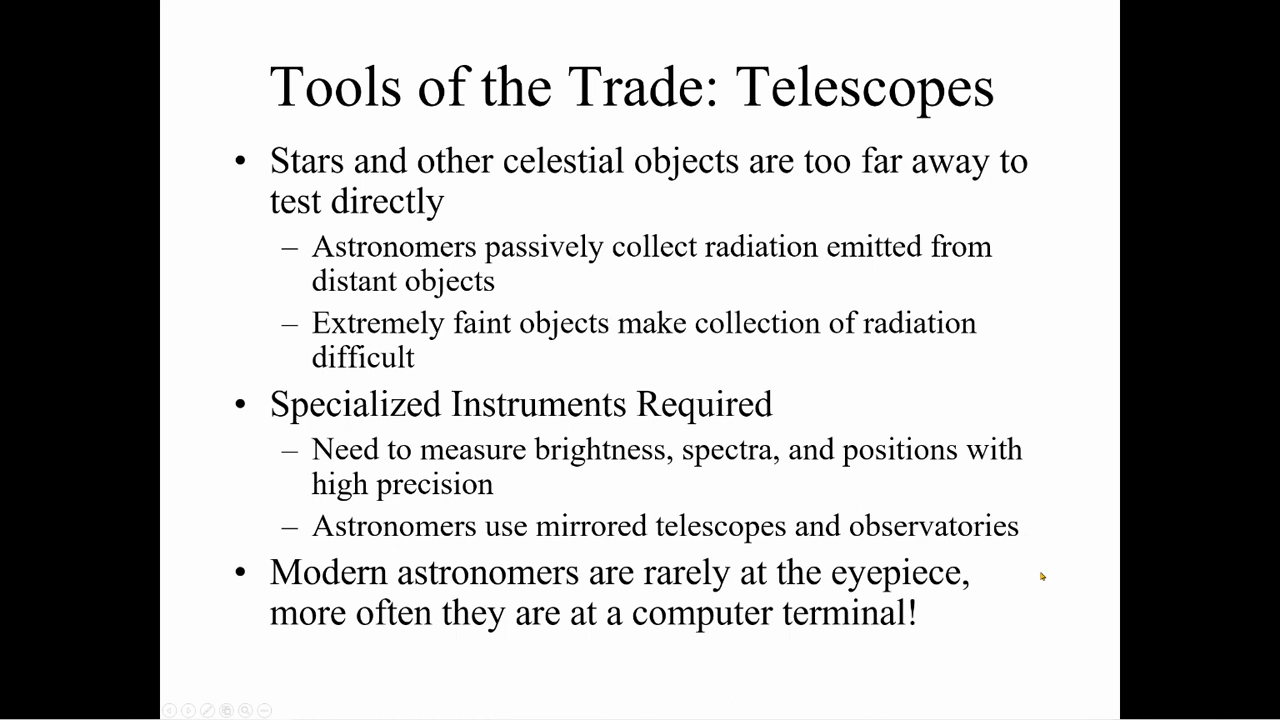 Tools of the Trade: Telescopes
• Stars and other celestial objects are too far away to
test directly
– Astronomers passively collect radiation emitted from
distant objects
– Extremely faint objects make collection of radiation
difficult
• Specialized Instruments Required
– Need to measure brightness, spectra, and positions with
high precision
– Astronomers use mirrored telescopes and observatories
• Modern astronomers are rarely at the eyepiece,
more often they are at a computer terminal!